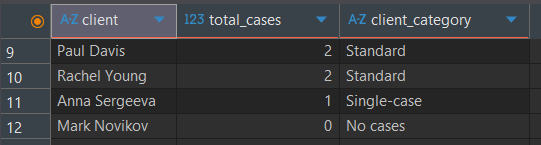 A-Z client 123 total_cases A-Z client_category
9 Paul Davis 2 Standard
10 Rachel Young 2 Standard
11 Anna Sergeeva 1 Single-case
12 Mark Novikov 0 No cases